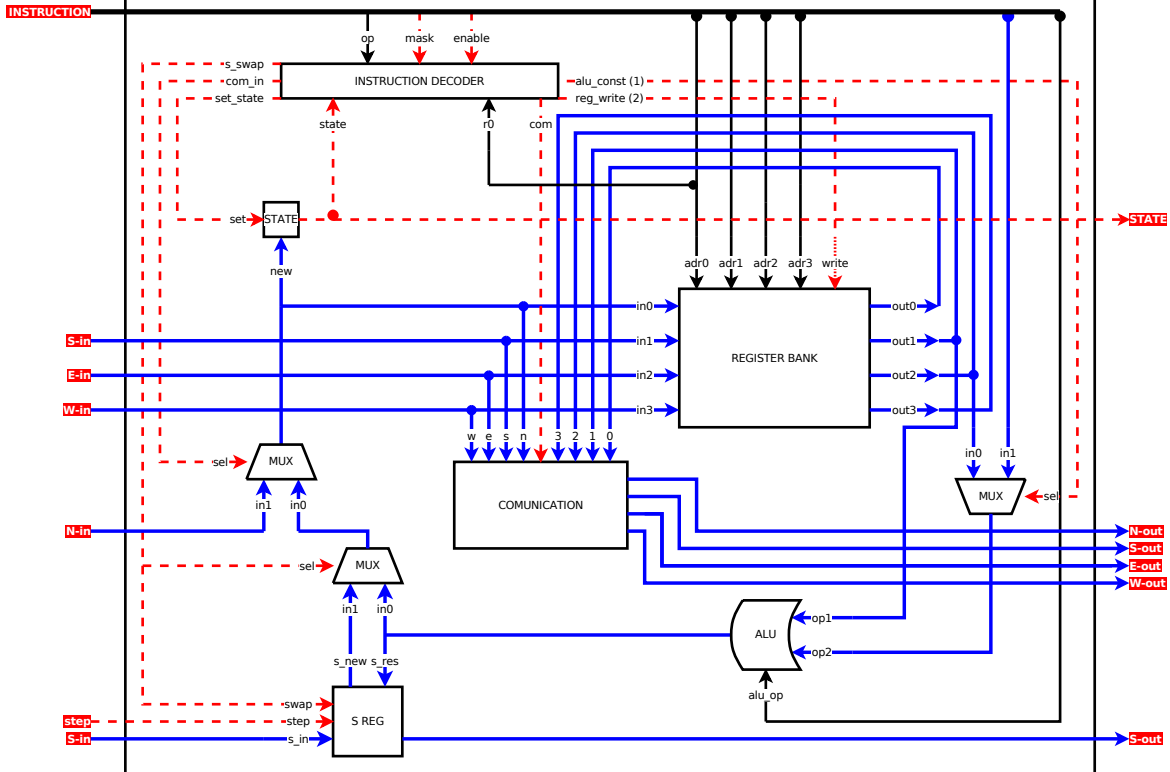 INSTRUCTION
op
mask
enable
s_swap
com_in
set_state
INSTRUCTION DECODER
alu_const (1)
reg_write (2)
state
r0
com
set
STATE
STATE
new
adr0
adr1
adr2
adr3
write
in0
in1
in2
in3
REGISTER BANK
out0
out1
out2
out3
S-in
E-in
W-in
w
e
s
n
3
2
1
0
sel
MUX
in1
in0
COMUNICATION
in0
in1
MUX
sel
N-in
N-out
S-out
E-out
W-out
sel
MUX
in1
in0
s_new
s_res
ALU
op1
op2
alu_op
swap
step
step
S REG
S-in
s_in
S-out